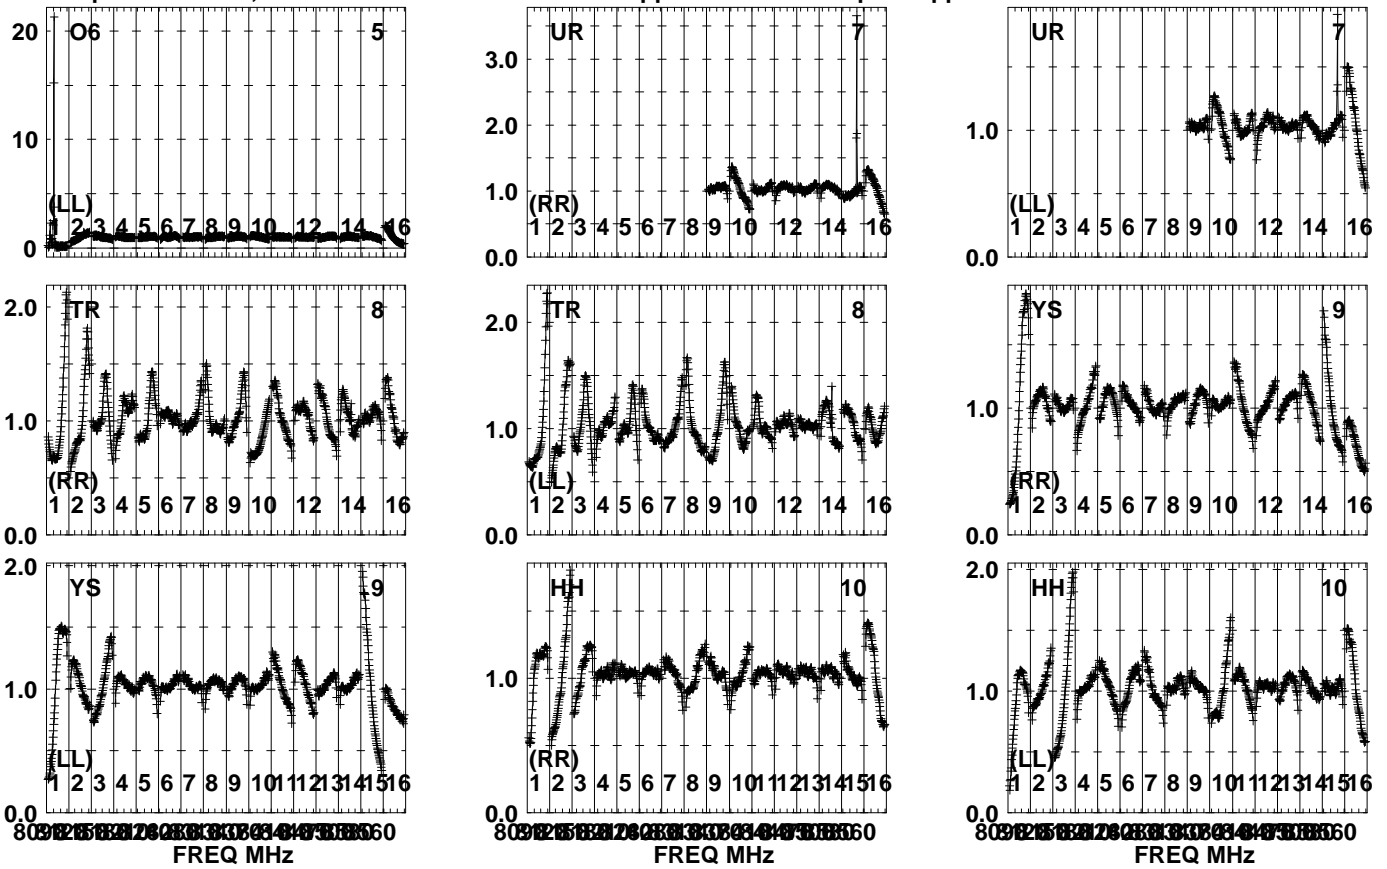 20 O6 5
10
(LL)
1 2 3 4 5 6 7 8 9 10 12 14 16
0
UR 7
3.0
2.0
1.0
(RR)
1 2 3 4 5 6 7 8 9 10 12 14 16
0.0
UR 7
1.0
(LL)
1 2 3 4 5 6 7 8 9 10 12 14 16
0.0
2.0 TR 8
1.0
(RR)
1 2 3 4 5 6 7 8 9 10 12 14 16
0.0
TR 8
2.0
1.0
(LL)
1 2 3 4 5 6 7 8 9 10 12 14 16
0.0
YS 9
1.0
(RR)
1 2 3 4 5 6 7 8 9 10 12 14 16
0.0
2.0 YS 9
1.0
(LL)
1 2 3 4 5 6 7 8 9 10 11 12 13 14 15 16
0.0
FREQ MHz
HH 10
1.0
(RR)
1 2 3 4 5 6 7 8 9 10 11 12 13 14 15 16
0.0
FREQ MHz
2.0 HH 10
1.0
(LL)
1 2 3 4 5 6 7 8 9 10 11 12 13 14 15 16
0.0
FREQ MHz